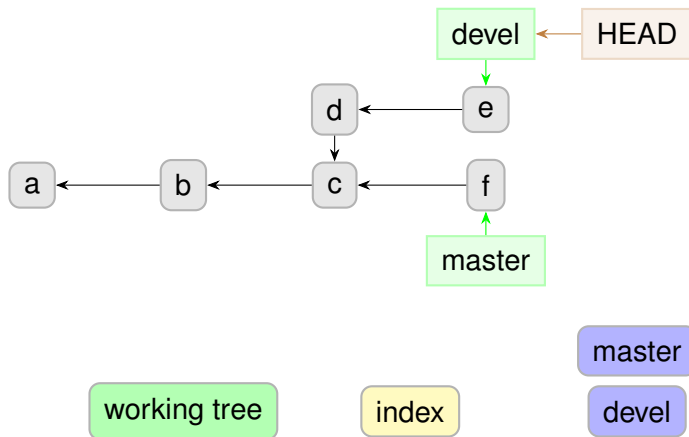 devel HEAD
d e
a b c f
master
master
working tree index devel